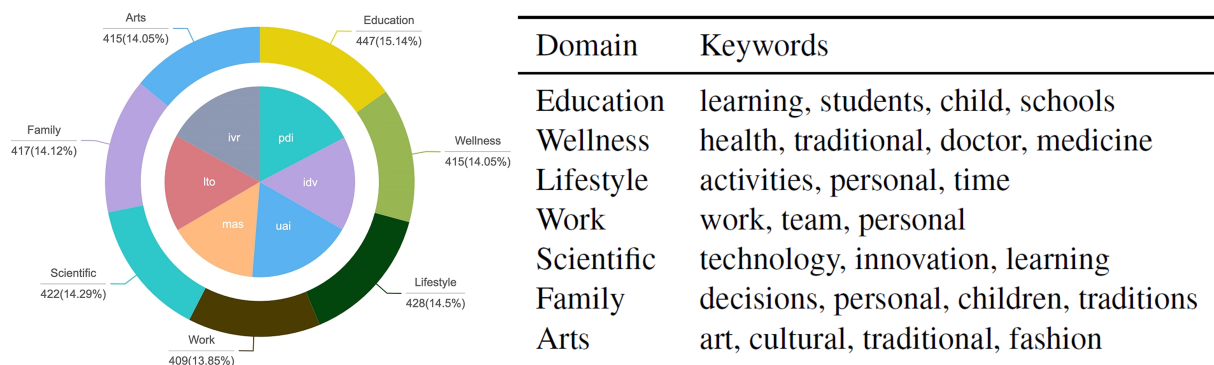 Arts
415(14.05%)
Education
447(15.14%)
Family
417(14.12%)
Wellness
415(14.05%)
Scientific
422(14.29%)
Lifestyle
428(14.5%)
Work
409(13.85%)
ivr
pdi
lto
idv
mas
uai
Domain Keywords
Education learning, students, child, schools
Wellness health, traditional, doctor, medicine
Lifestyle activities, personal, time
Work work, team, personal
Scientific technology, innovation, learning
Family decisions, personal, children, traditions
Arts art, cultural, traditional, fashion